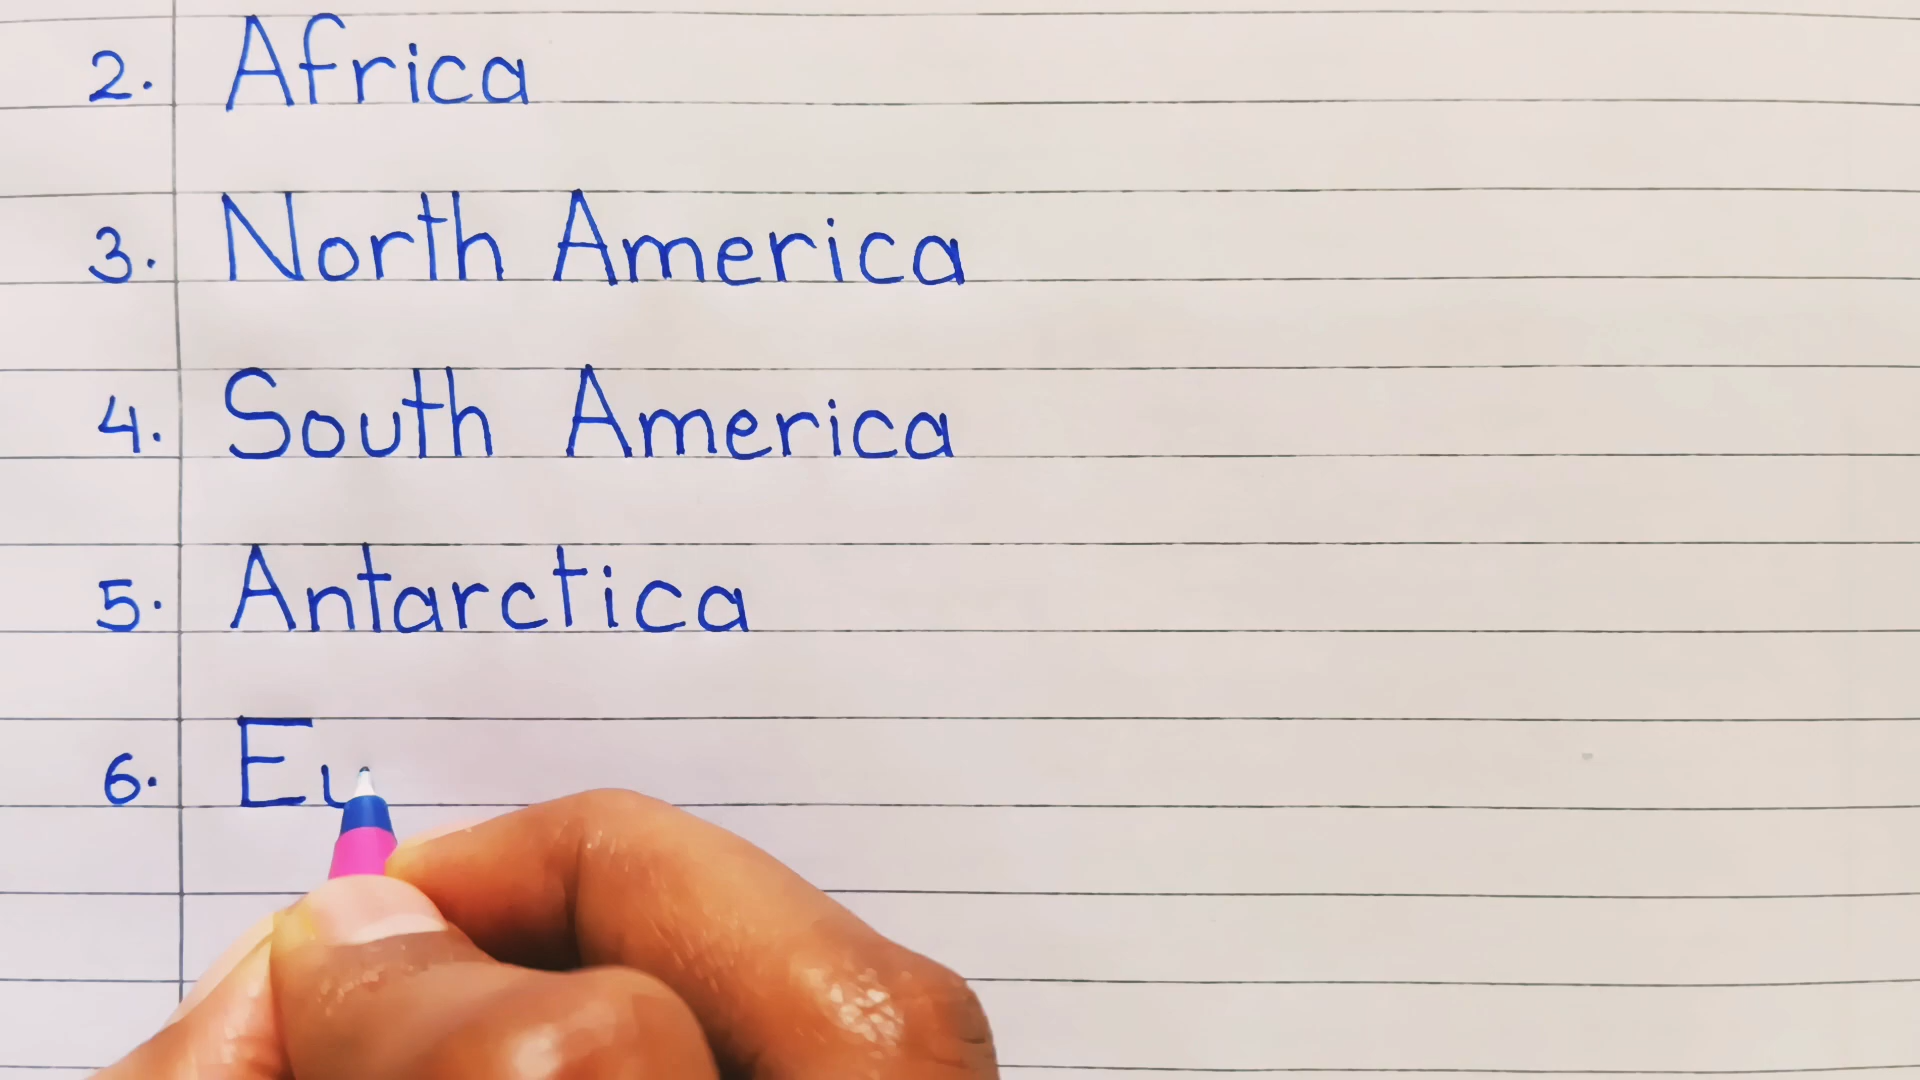 2. Africa
3. North America
4. South America
5. Antarctica
6. Eu